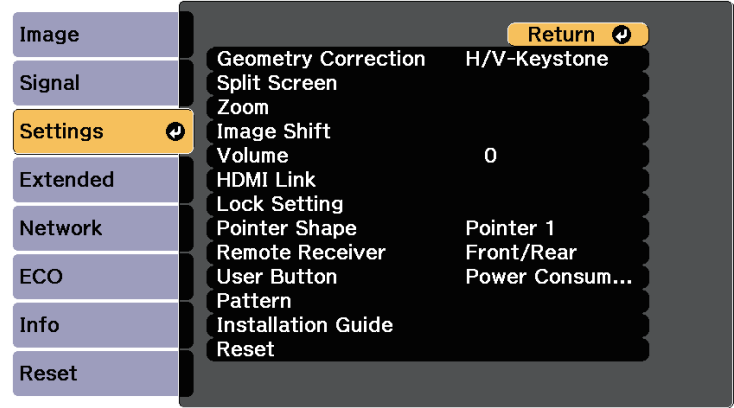 Image
Signal
Settings
Extended
Network
ECO
Info
Reset
Return
Geometry Correction H/V-Keystone
Split Screen
Zoom
Image Shift
Volume 0
HDMI Link
Lock Setting
Pointer Shape Pointer 1
Remote Receiver Front/Rear
User Button Power Consum...
Pattern
Installation Guide
Reset